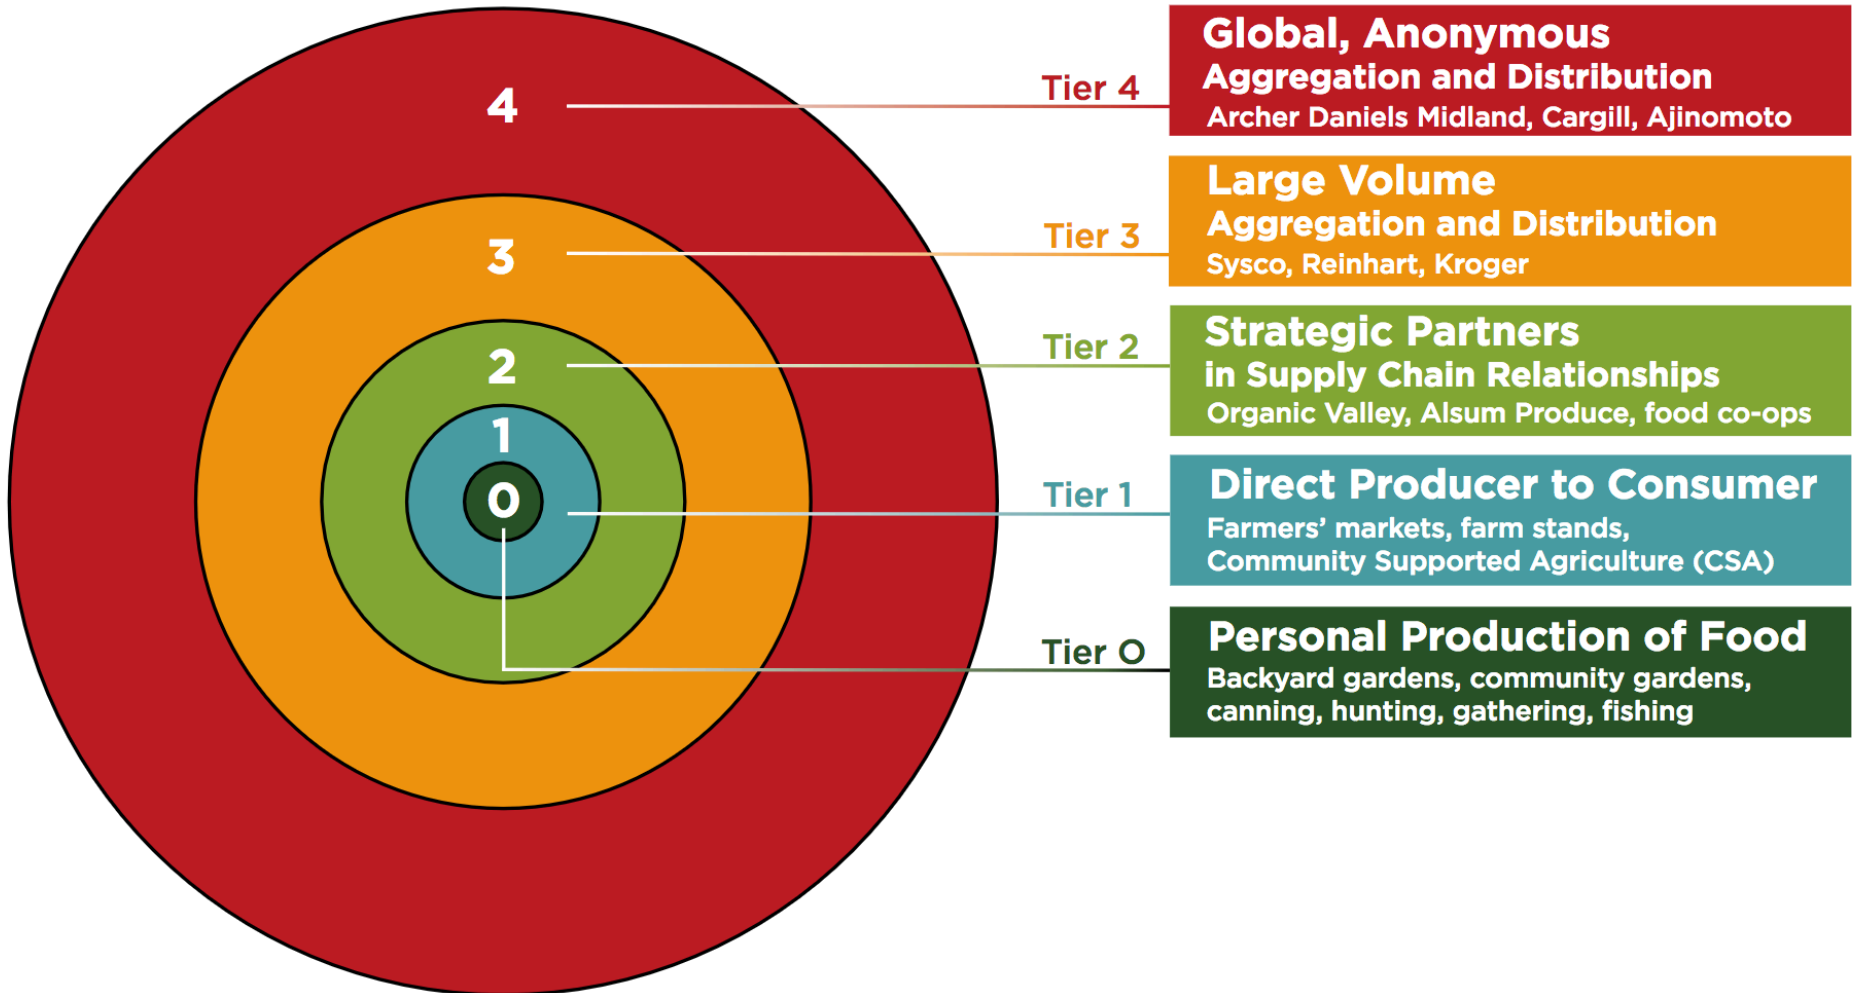 4
Tier 4
Global, Anonymous
Aggregation and Distribution
Archer Daniels Midland, Cargill, Ajinomoto
3
Tier 3
Large Volume
Aggregation and Distribution
Sysco, Reinhart, Kroger
2
Tier 2
Strategic Partners
in Supply Chain Relationships
Organic Valley, Alsum Produce, food co-ops
1
Tier 1
Direct Producer to Consumer
Farmers’ markets, farm stands,
Community Supported Agriculture (CSA)
0
Tier O
Personal Production of Food
Backyard gardens, community gardens,
canning, hunting, gathering, fishing